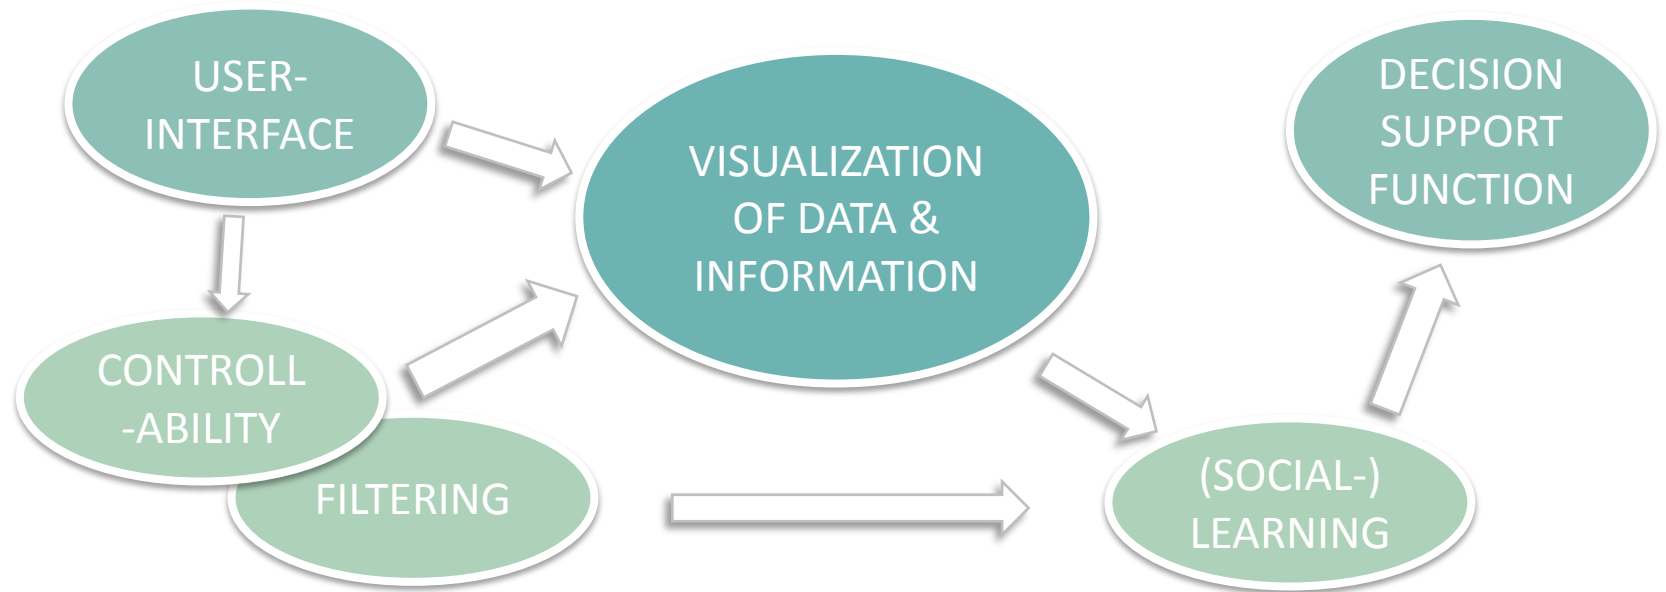 USER-
INTERFACE
VISUALIZATION
OF DATA &
INFORMATION
DECISION
SUPPORT
FUNCTION
CONTROLL
-ABILITY
FILTERING
(SOCIAL-)
LEARNING